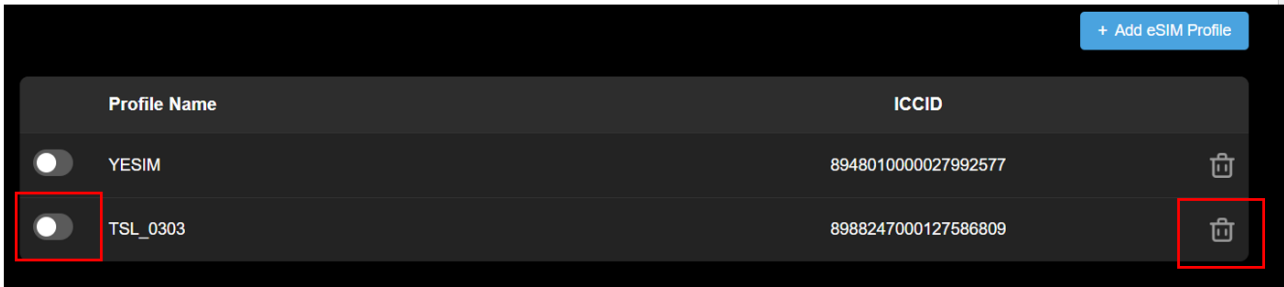 + Add eSIM Profile
Profile Name ICCID
YESIM 8948010000027992577
TSL_0303 8988247000127586809